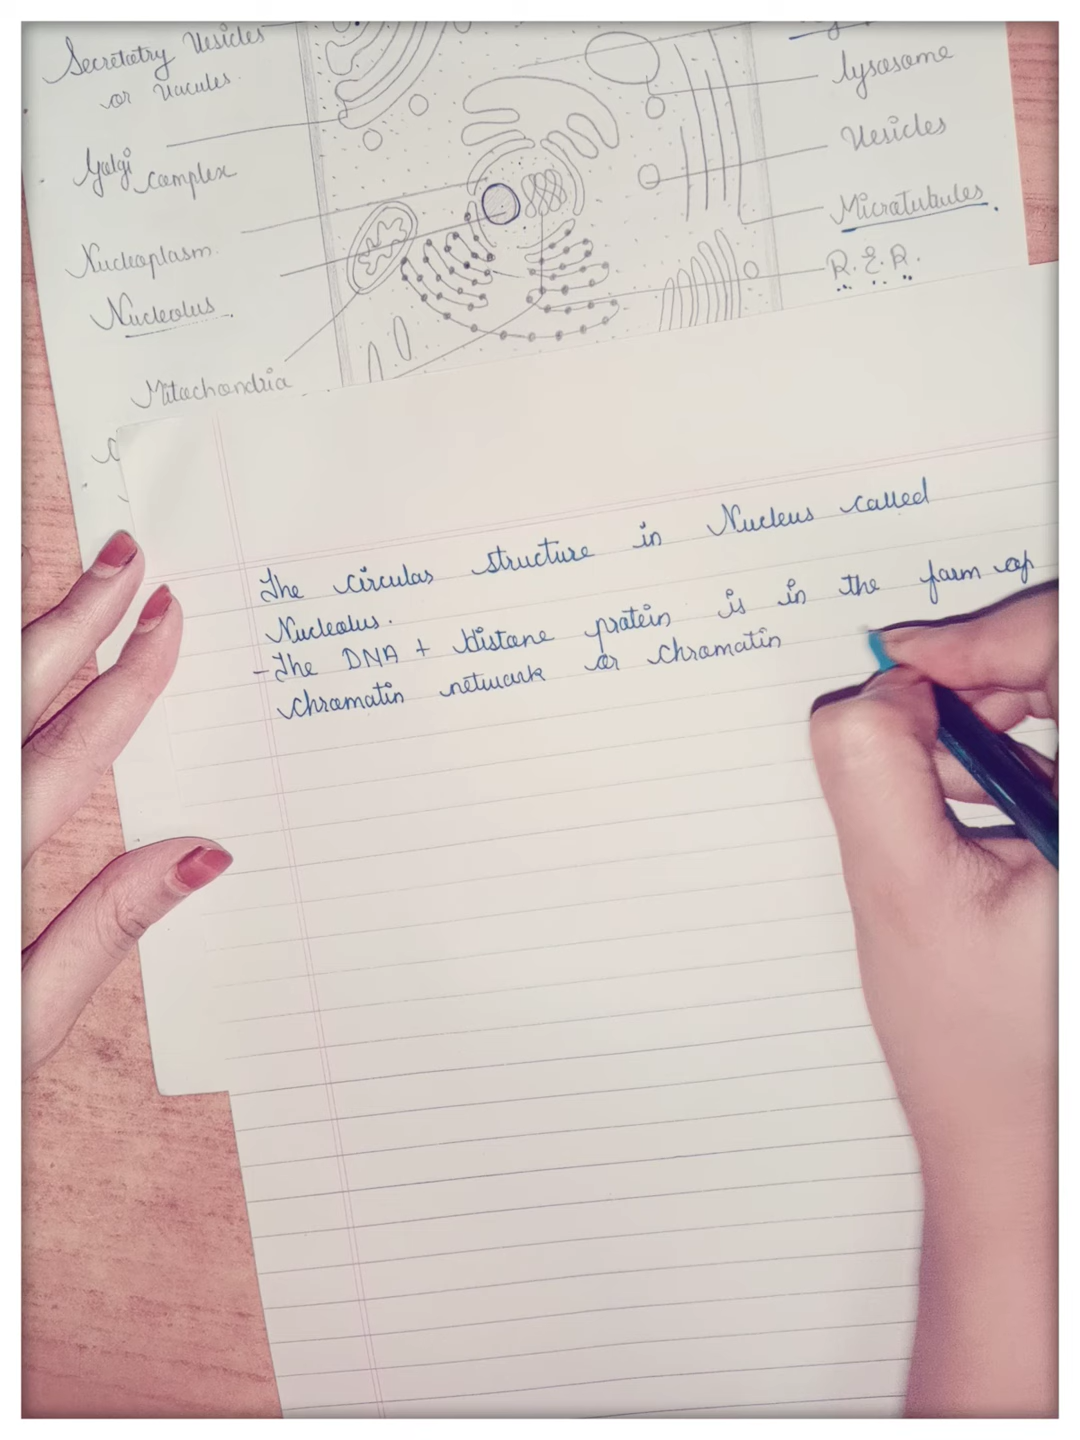 Secretatry Vesicles
or Vacules.
Golgi
complex
Nucleoplasm
Nucleolus.
Mitochondria
lysosome
Vesicles
Microtubules.
R.E.R.
The circular structure in Nucleus called
Nucleolus.
- The DNA + histone protein is in the form of
chromatin network or chromatin